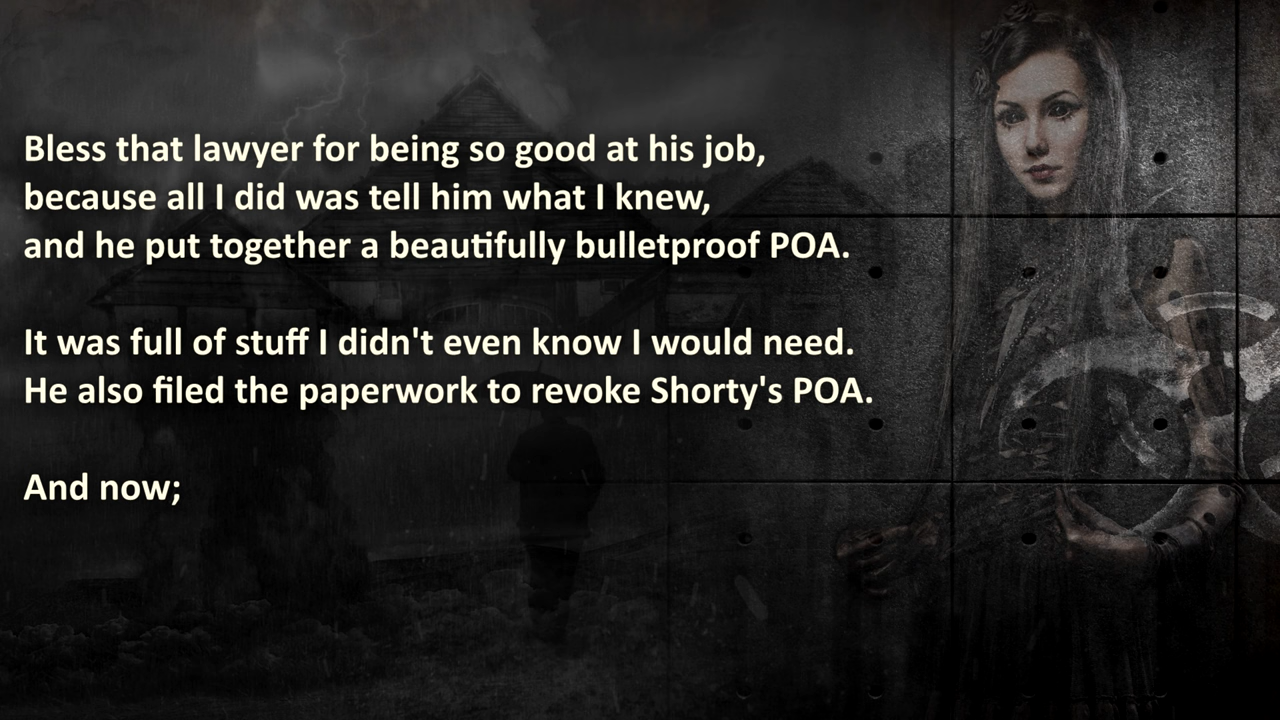 Bless that lawyer for being so good at his job,
because all I did was tell him what I knew,
and he put together a beautifully bulletproof POA.
It was full of stuff I didn't even know I would need.
He also filed the paperwork to revoke Shorty's POA.
And now;